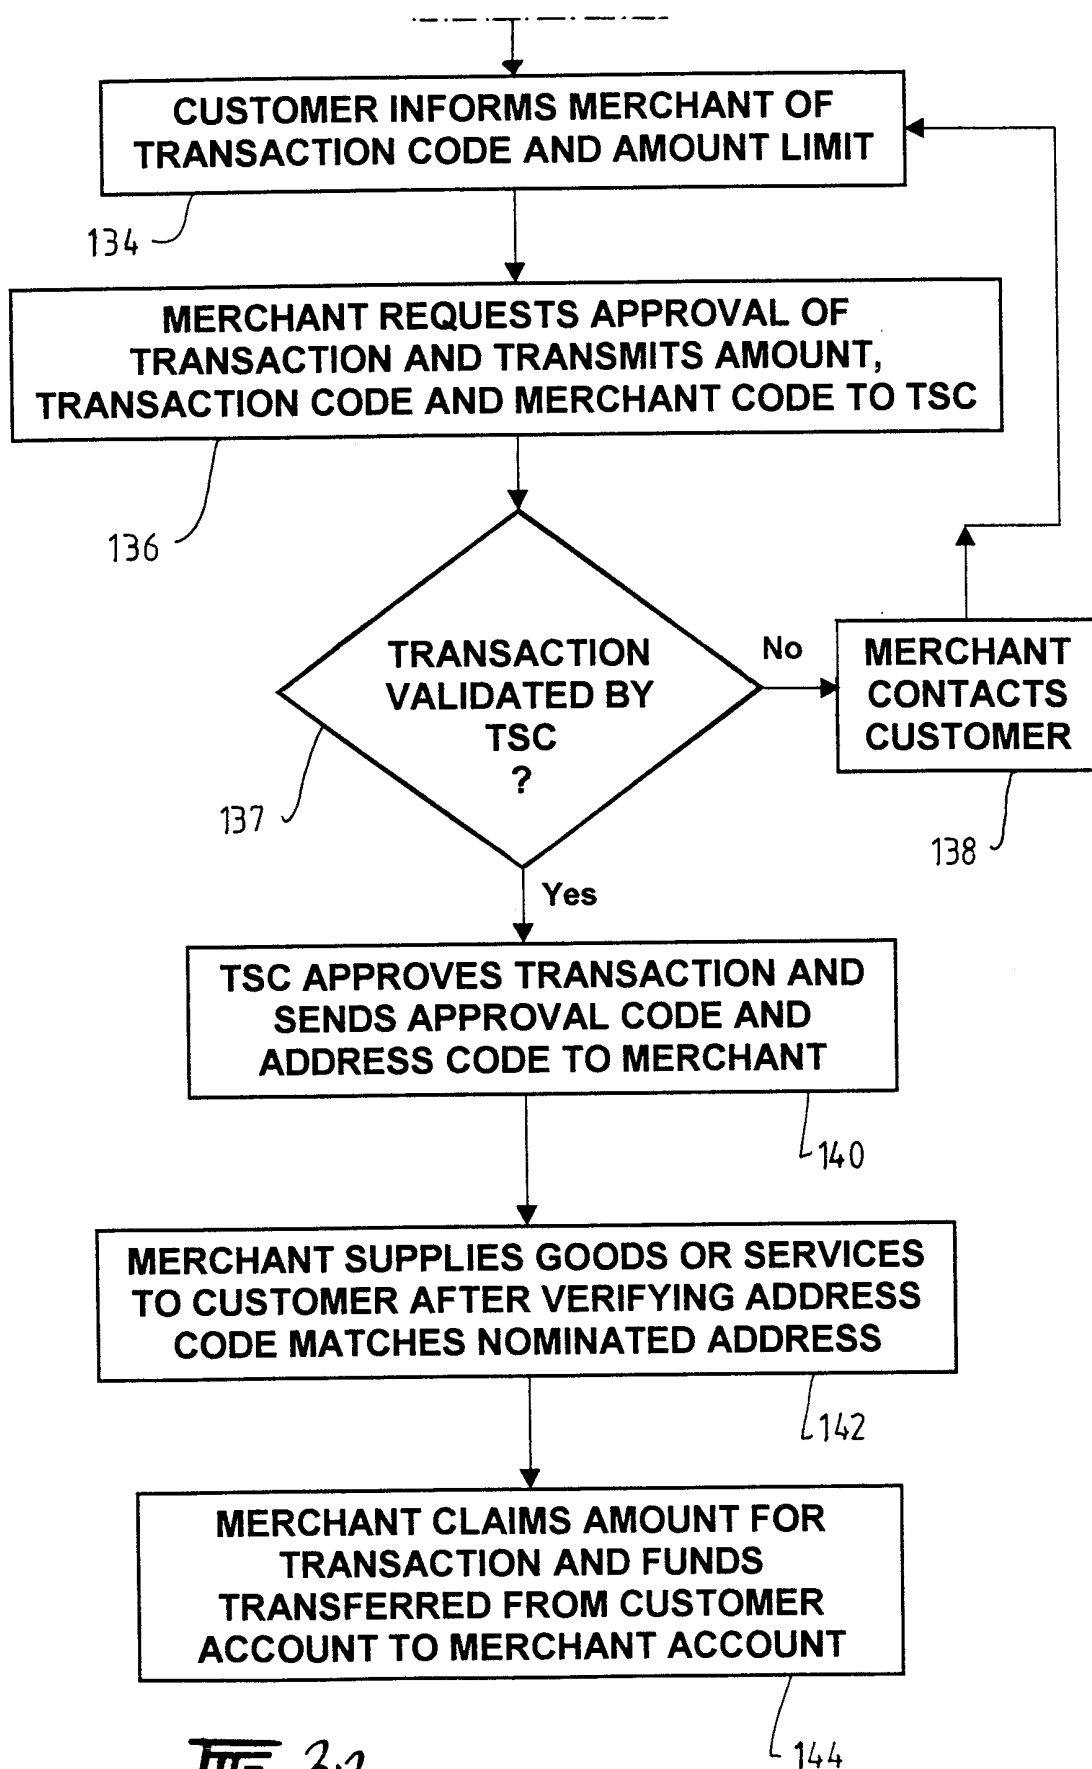 CUSTOMER INFORMS MERCHANT OF
TRANSACTION CODE AND AMOUNT LIMIT
134
MERCHANT REQUESTS APPROVAL OF
TRANSACTION AND TRANSMITS AMOUNT,
TRANSACTION CODE AND MERCHANT CODE TO TSC
136
TRANSACTION
VALIDATED BY
TSC
?
137
No
MERCHANT
CONTACTS
CUSTOMER
138
Yes
TSC APPROVES TRANSACTION AND
SENDS APPROVAL CODE AND
ADDRESS CODE TO MERCHANT
140
MERCHANT SUPPLIES GOODS OR SERVICES
TO CUSTOMER AFTER VERIFYING ADDRESS
CODE MATCHES NOMINATED ADDRESS
142
MERCHANT CLAIMS AMOUNT FOR
TRANSACTION AND FUNDS
TRANSFERRED FROM CUSTOMER
ACCOUNT TO MERCHANT ACCOUNT
144